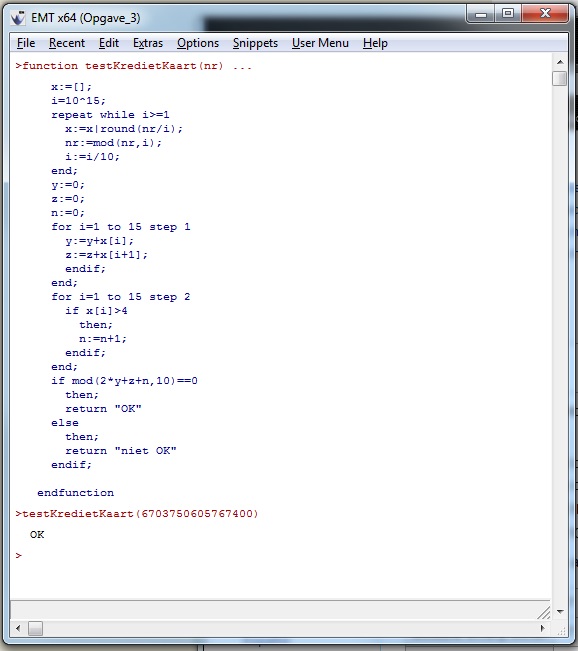 EMT x64 (Opgave_3)
File Recent Edit Extras Options Snippets User Menu Help
>function testKredietKaart(nr) ...
x:=[];
i=10^15;
repeat while i>=1
x:=x|round(nr/i);
nr:=mod(nr,i);
i:=i/10;
end;
y:=0;
z:=0;
n:=0;
for i=1 to 15 step 1
y:=y+x[i];
z:=z+x[i+1];
endif;
end;
for i=1 to 15 step 2
if x[i]>4
then;
n:=n+1;
endif;
end;
if mod(2*y+z+n,10)==0
then;
return "OK"
else
then;
return "niet OK"
endif;
endfunction
>testKredietKaart(6703750605767400)
OK
>